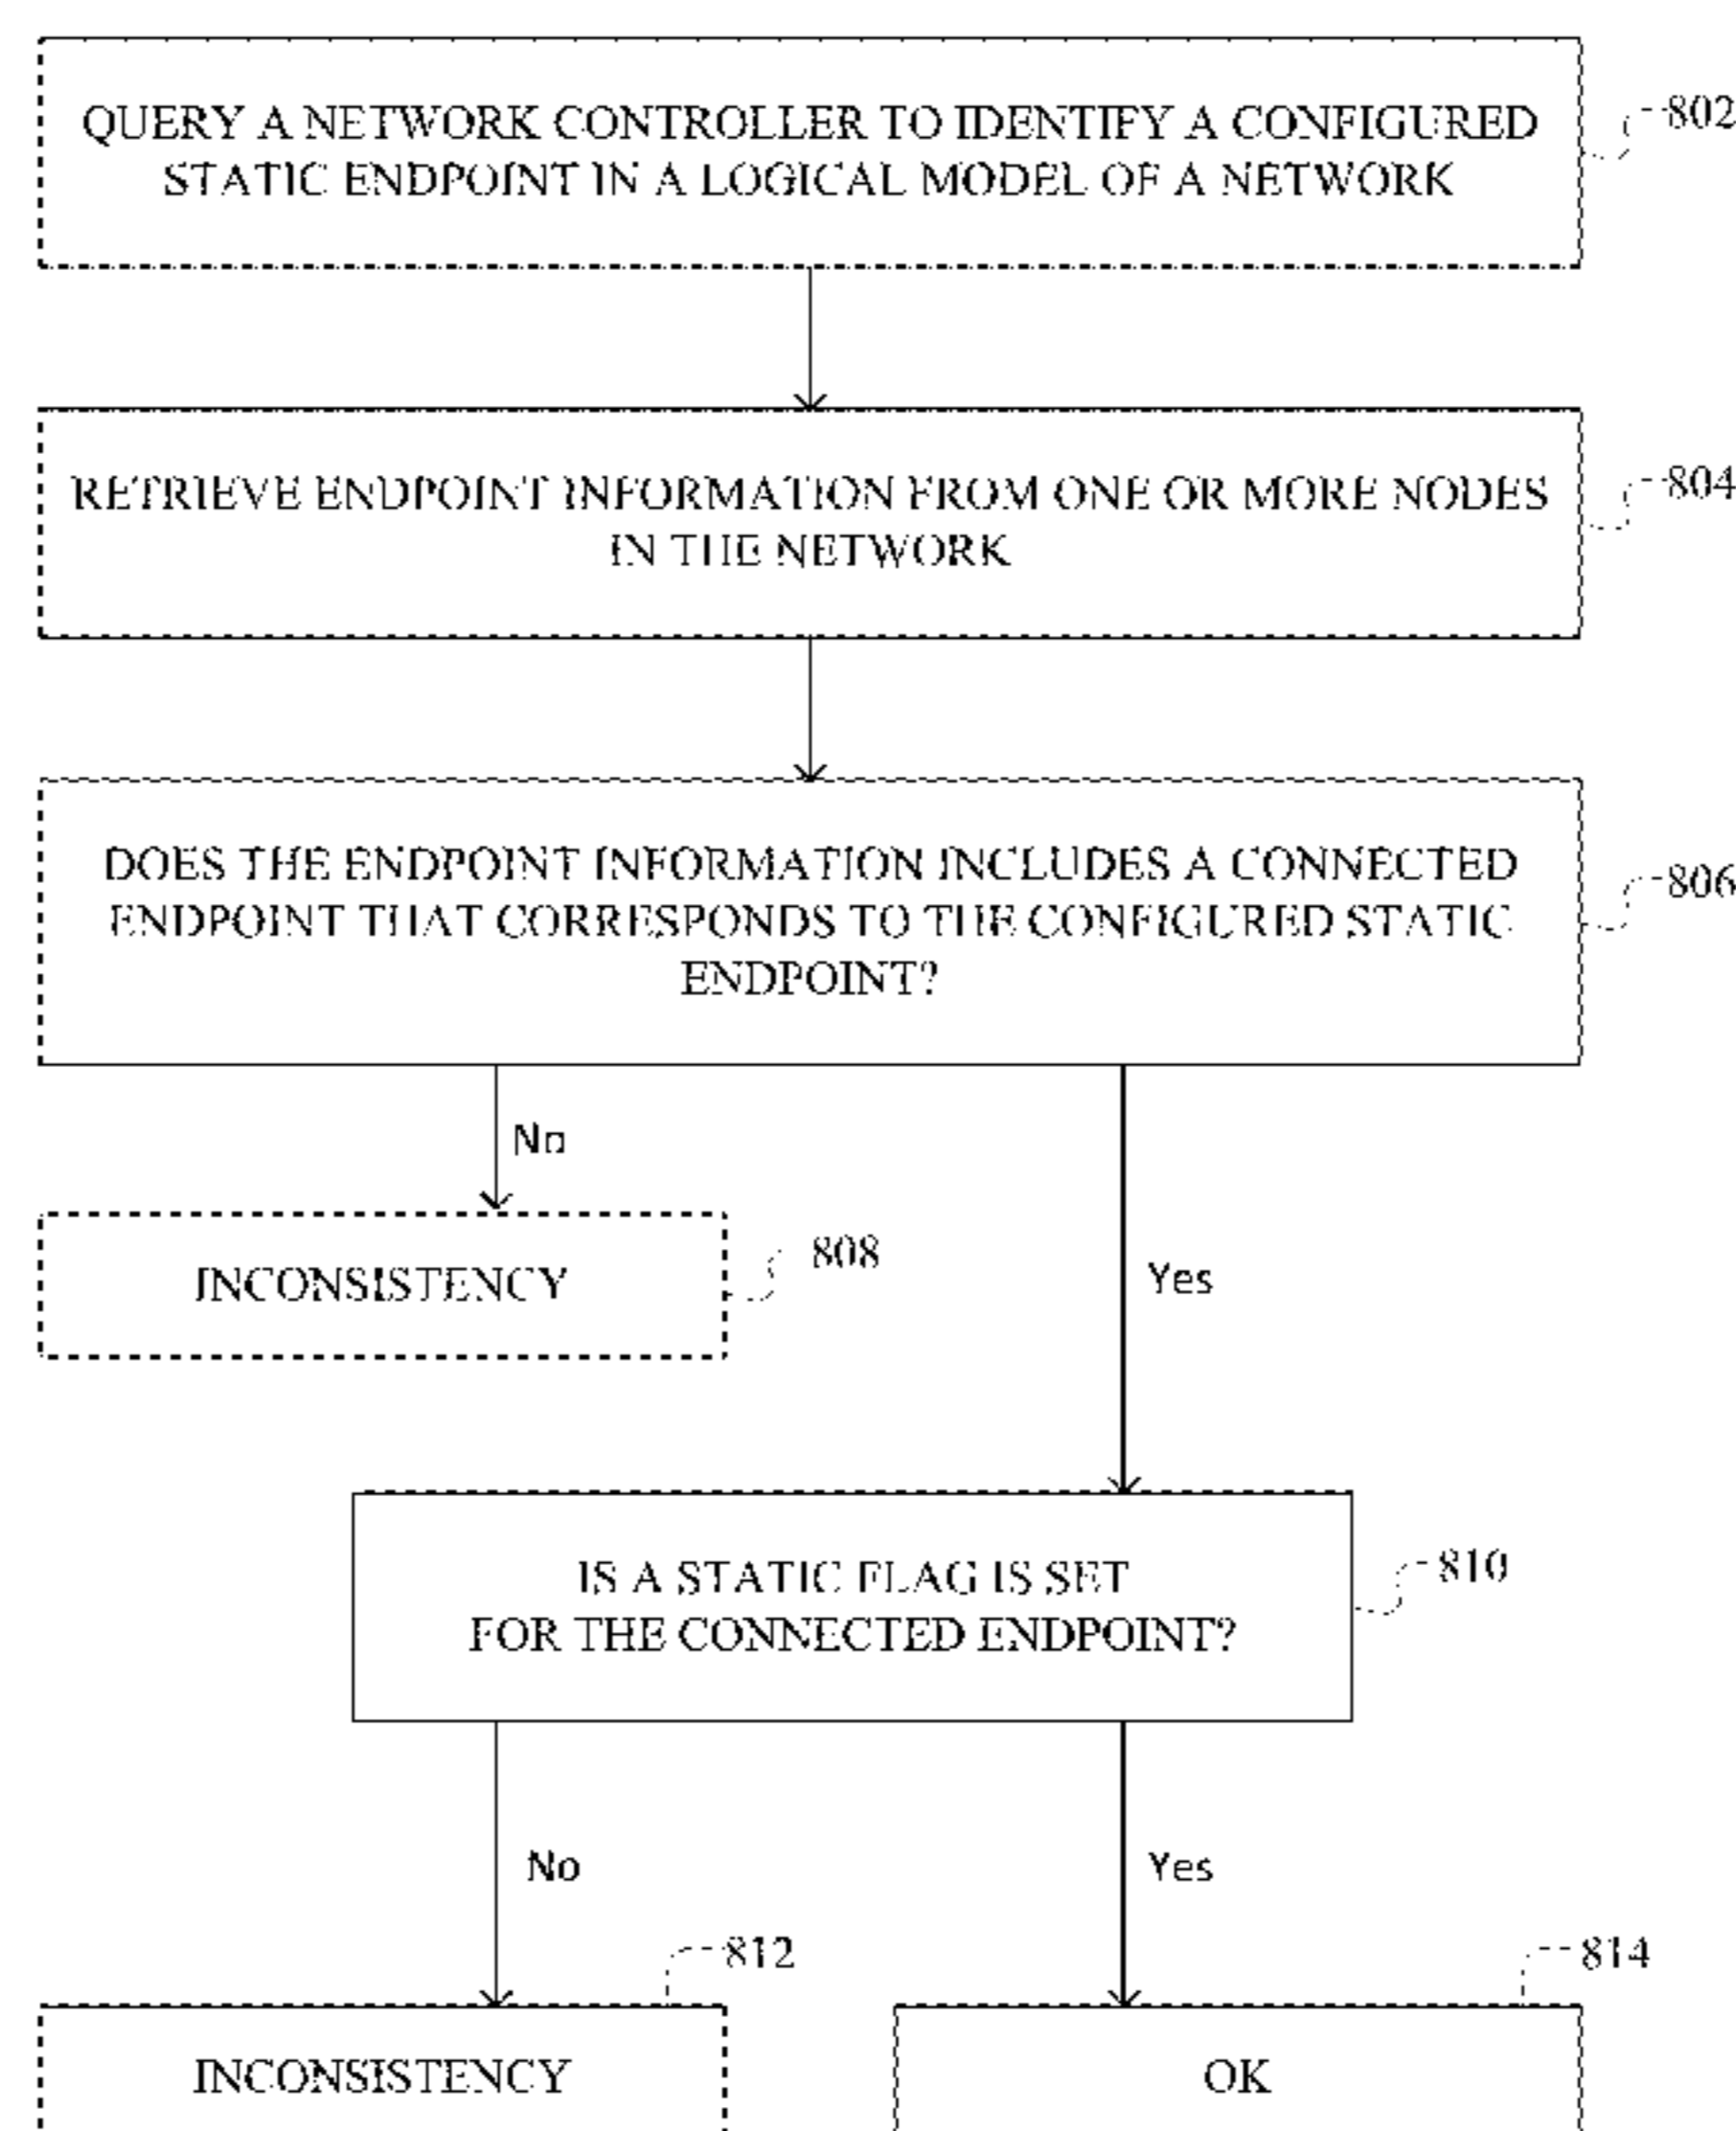 QUERY A NETWORK CONTROLLER TO IDENTIFY A CONFIGURED
STATIC ENDPOINT IN A LOGICAL MODEL OF A NETWORK
802
RETRIEVE ENDPOINT INFORMATION FROM ONE OR MORE NODES
IN THE NETWORK
804
DOES THE ENDPOINT INFORMATION INCLUDES A CONNECTED
ENDPOINT THAT CORRESPONDS TO THE CONFIGURED STATIC
ENDPOINT?
806
No
INCONSISTENCY
808
Yes
IS A STATIC FLAG IS SET
FOR THE CONNECTED ENDPOINT?
810
No
Yes
812
814
INCONSISTENCY
OK